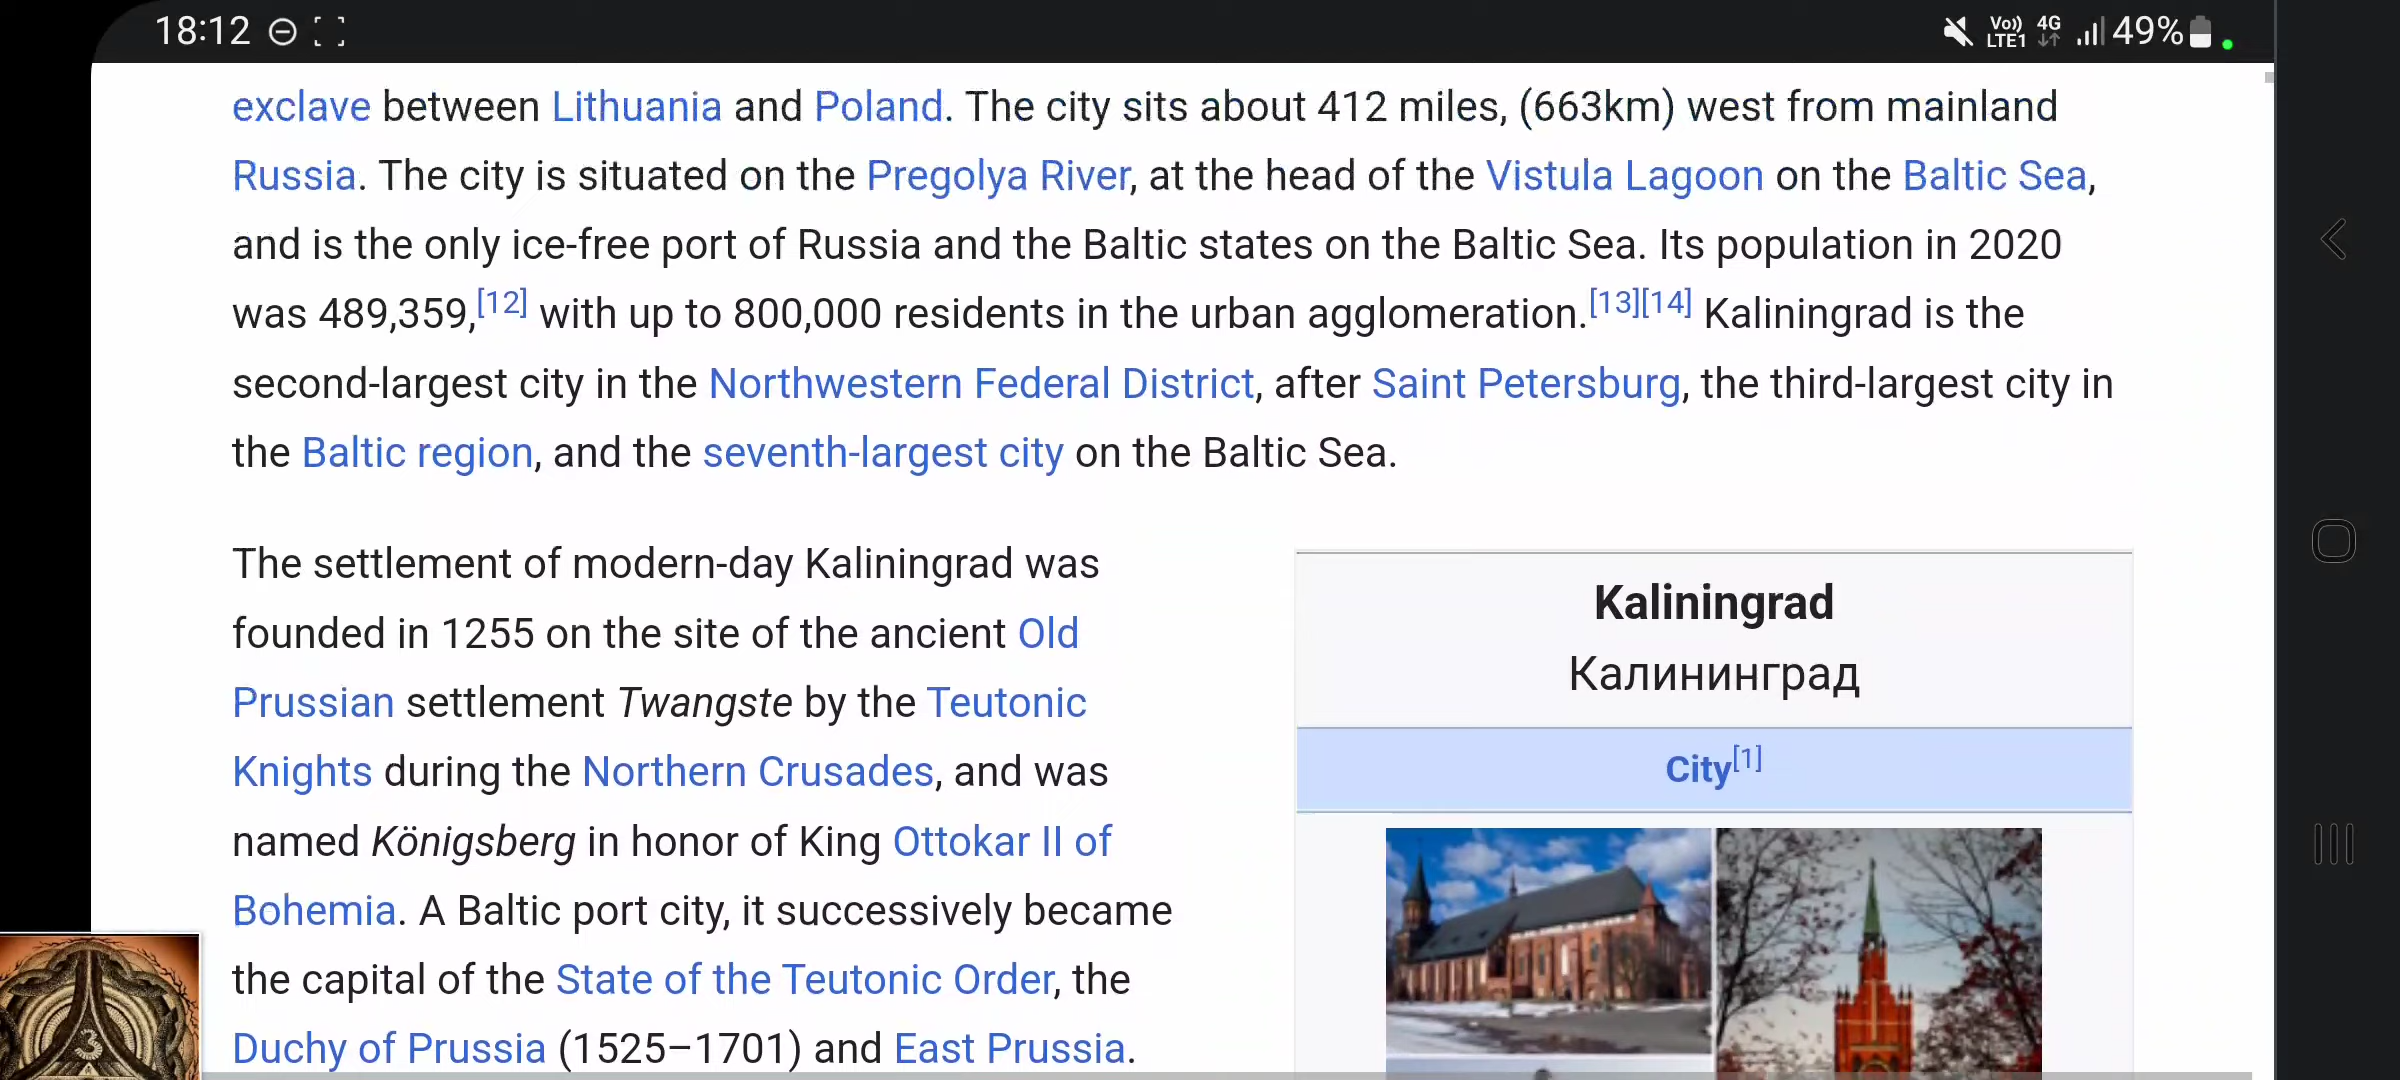 18:12
Vo)) LTE1 4G 49%
exclave between Lithuania and Poland. The city sits about 412 miles, (663km) west from mainland
Russia. The city is situated on the Pregolya River, at the head of the Vistula Lagoon on the Baltic Sea,
and is the only ice-free port of Russia and the Baltic states on the Baltic Sea. Its population in 2020
was 489,359,[12] with up to 800,000 residents in the urban agglomeration.[13][14] Kaliningrad is the
second-largest city in the Northwestern Federal District, after Saint Petersburg, the third-largest city in
the Baltic region, and the seventh-largest city on the Baltic Sea.
The settlement of modern-day Kaliningrad was
founded in 1255 on the site of the ancient Old
Prussian settlement Twangste by the Teutonic
Knights during the Northern Crusades, and was
named Königsberg in honor of King Ottokar II of
Bohemia. A Baltic port city, it successively became
the capital of the State of the Teutonic Order, the
Duchy of Prussia (1525–1701) and East Prussia.
Kaliningrad
Калининград
City[1]